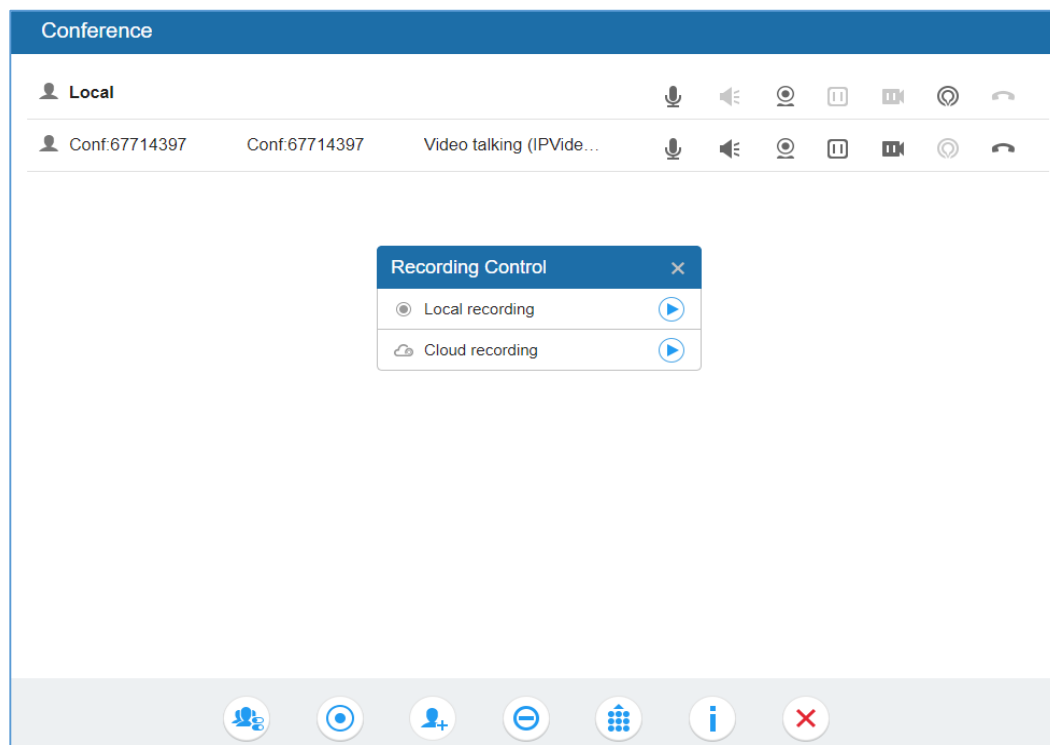 Conference
Local
Conf:67714397 Conf:67714397 Video talking (IPVide...
Recording Control
Local recording
Cloud recording